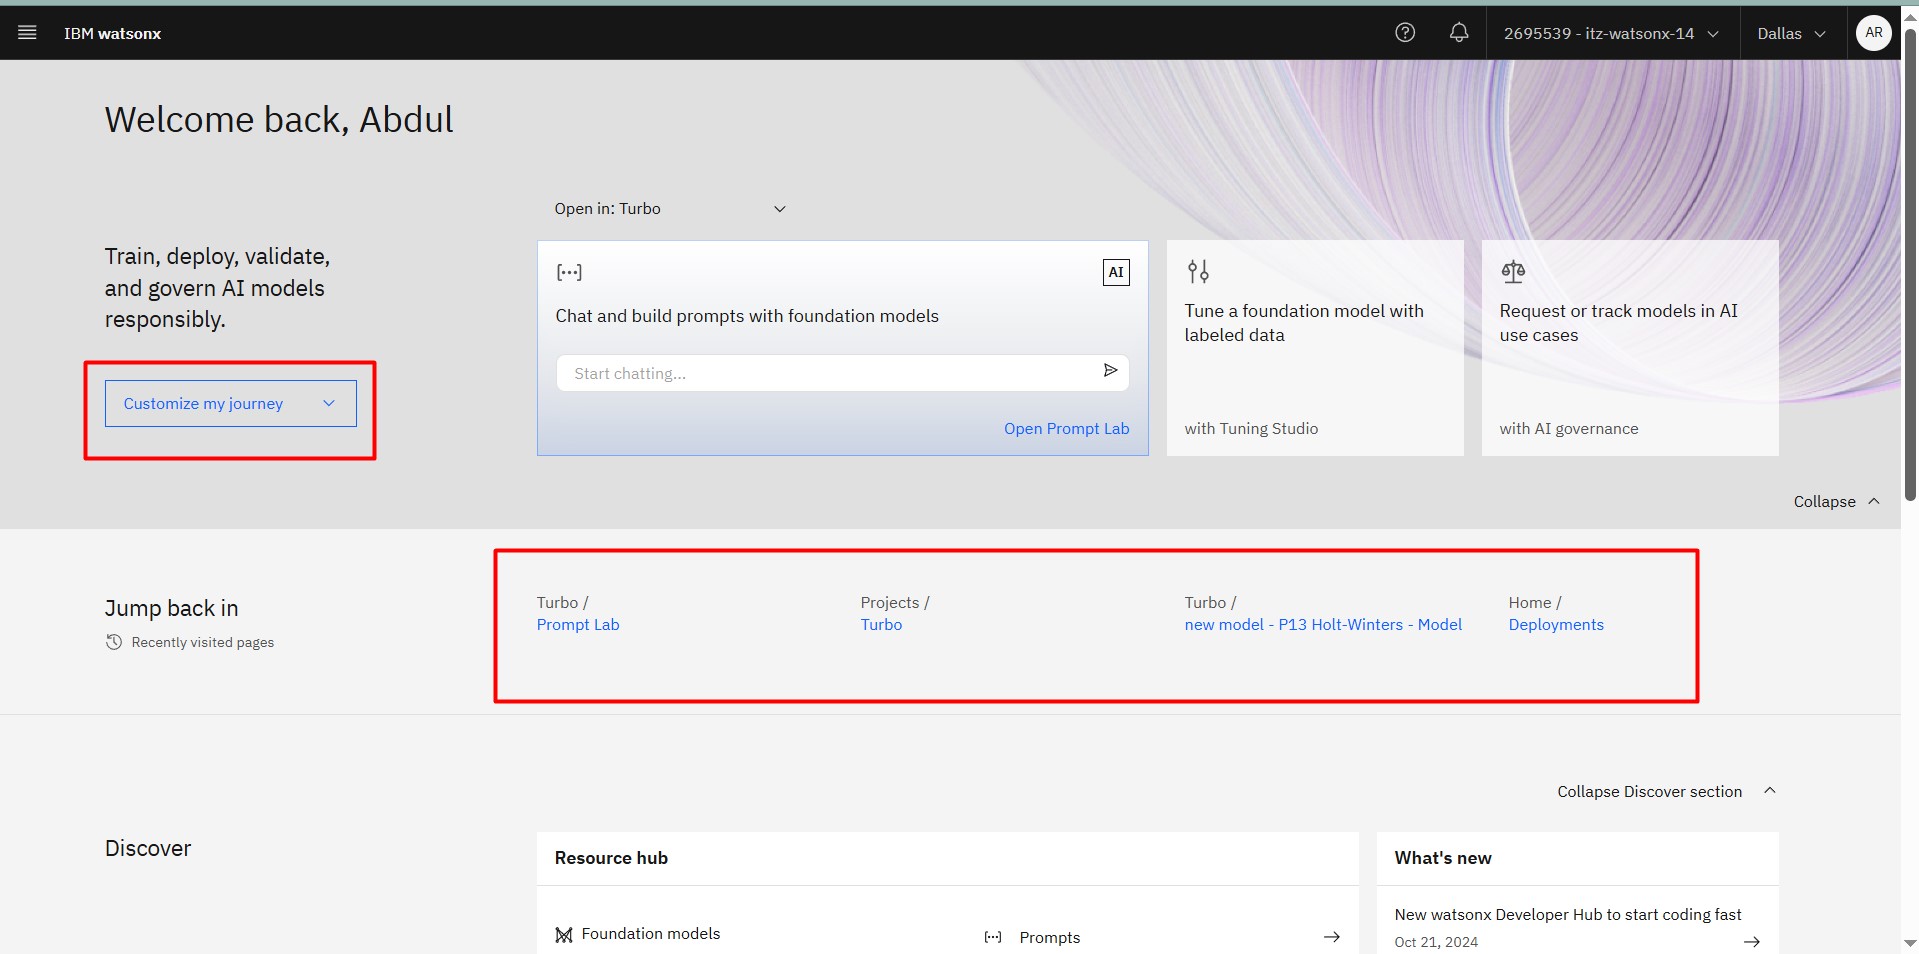 IBM watsonx
2695539 - itz-watsonx-14
Dallas
AR
Welcome back, Abdul
Open in: Turbo
Train, deploy, validate,
and govern AI models
responsibly.
Customize my journey
AI
Chat and build prompts with foundation models
Start chatting...
Open Prompt Lab
Tune a foundation model with
labeled data
with Tuning Studio
Request or track models in AI
use cases
with AI governance
Collapse
Jump back in
Recently visited pages
Turbo /
Prompt Lab
Projects /
Turbo
Turbo /
new model - P13 Holt-Winters - Model
Home /
Deployments
Collapse Discover section
Discover
Resource hub
Foundation models
Prompts
What's new
New watsonx Developer Hub to start coding fast
Oct 21, 2024